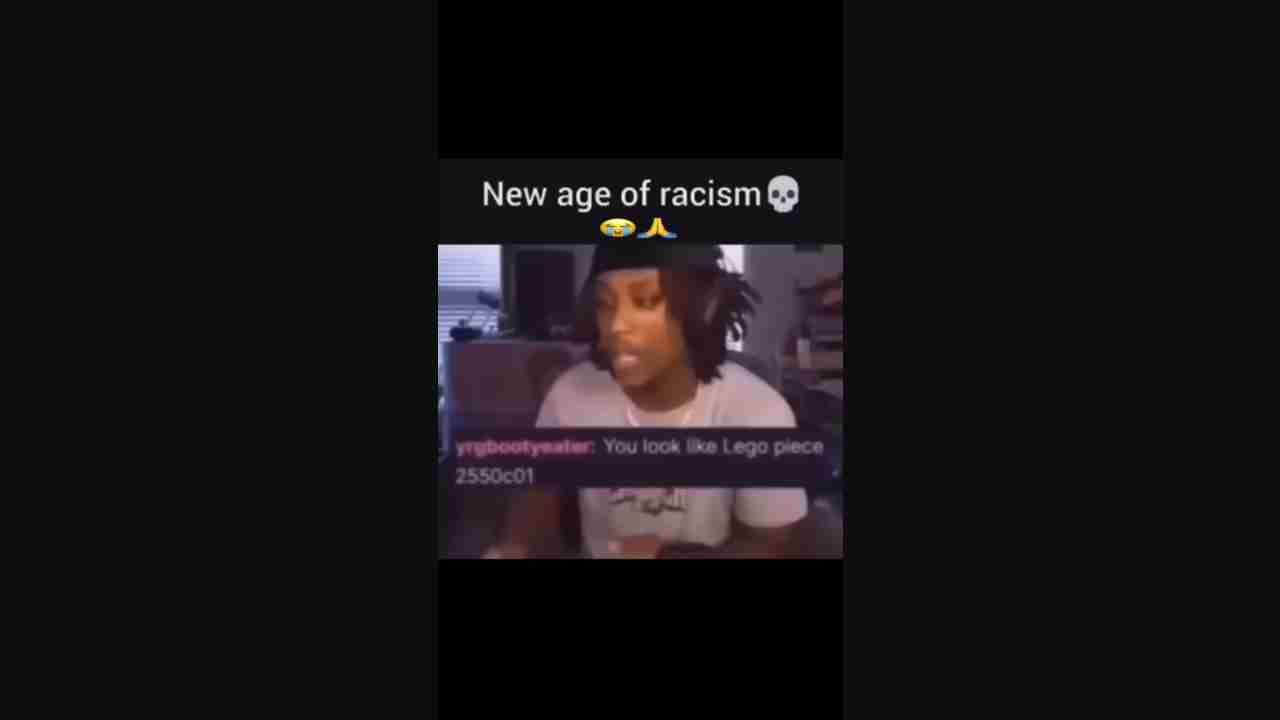 New age of racism💀
😭🙏
yrgbootyeater: You look like Lego piece
2550c01